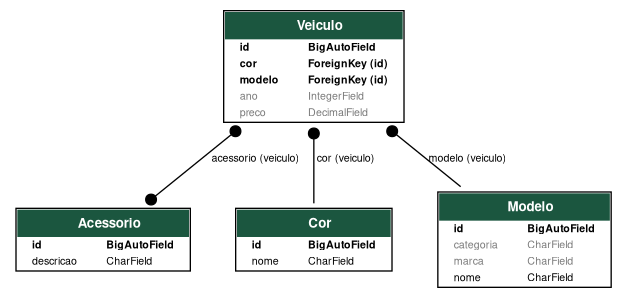 Veiculo
id BigAutoField
cor ForeignKey (id)
modelo ForeignKey (id)
ano IntegerField
preco DecimalField
acessorio (veiculo)
cor (veiculo)
modelo (veiculo)
Acessorio
id BigAutoField
descricao CharField
Cor
id BigAutoField
nome CharField
Modelo
id BigAutoField
categoria CharField
marca CharField
nome CharField